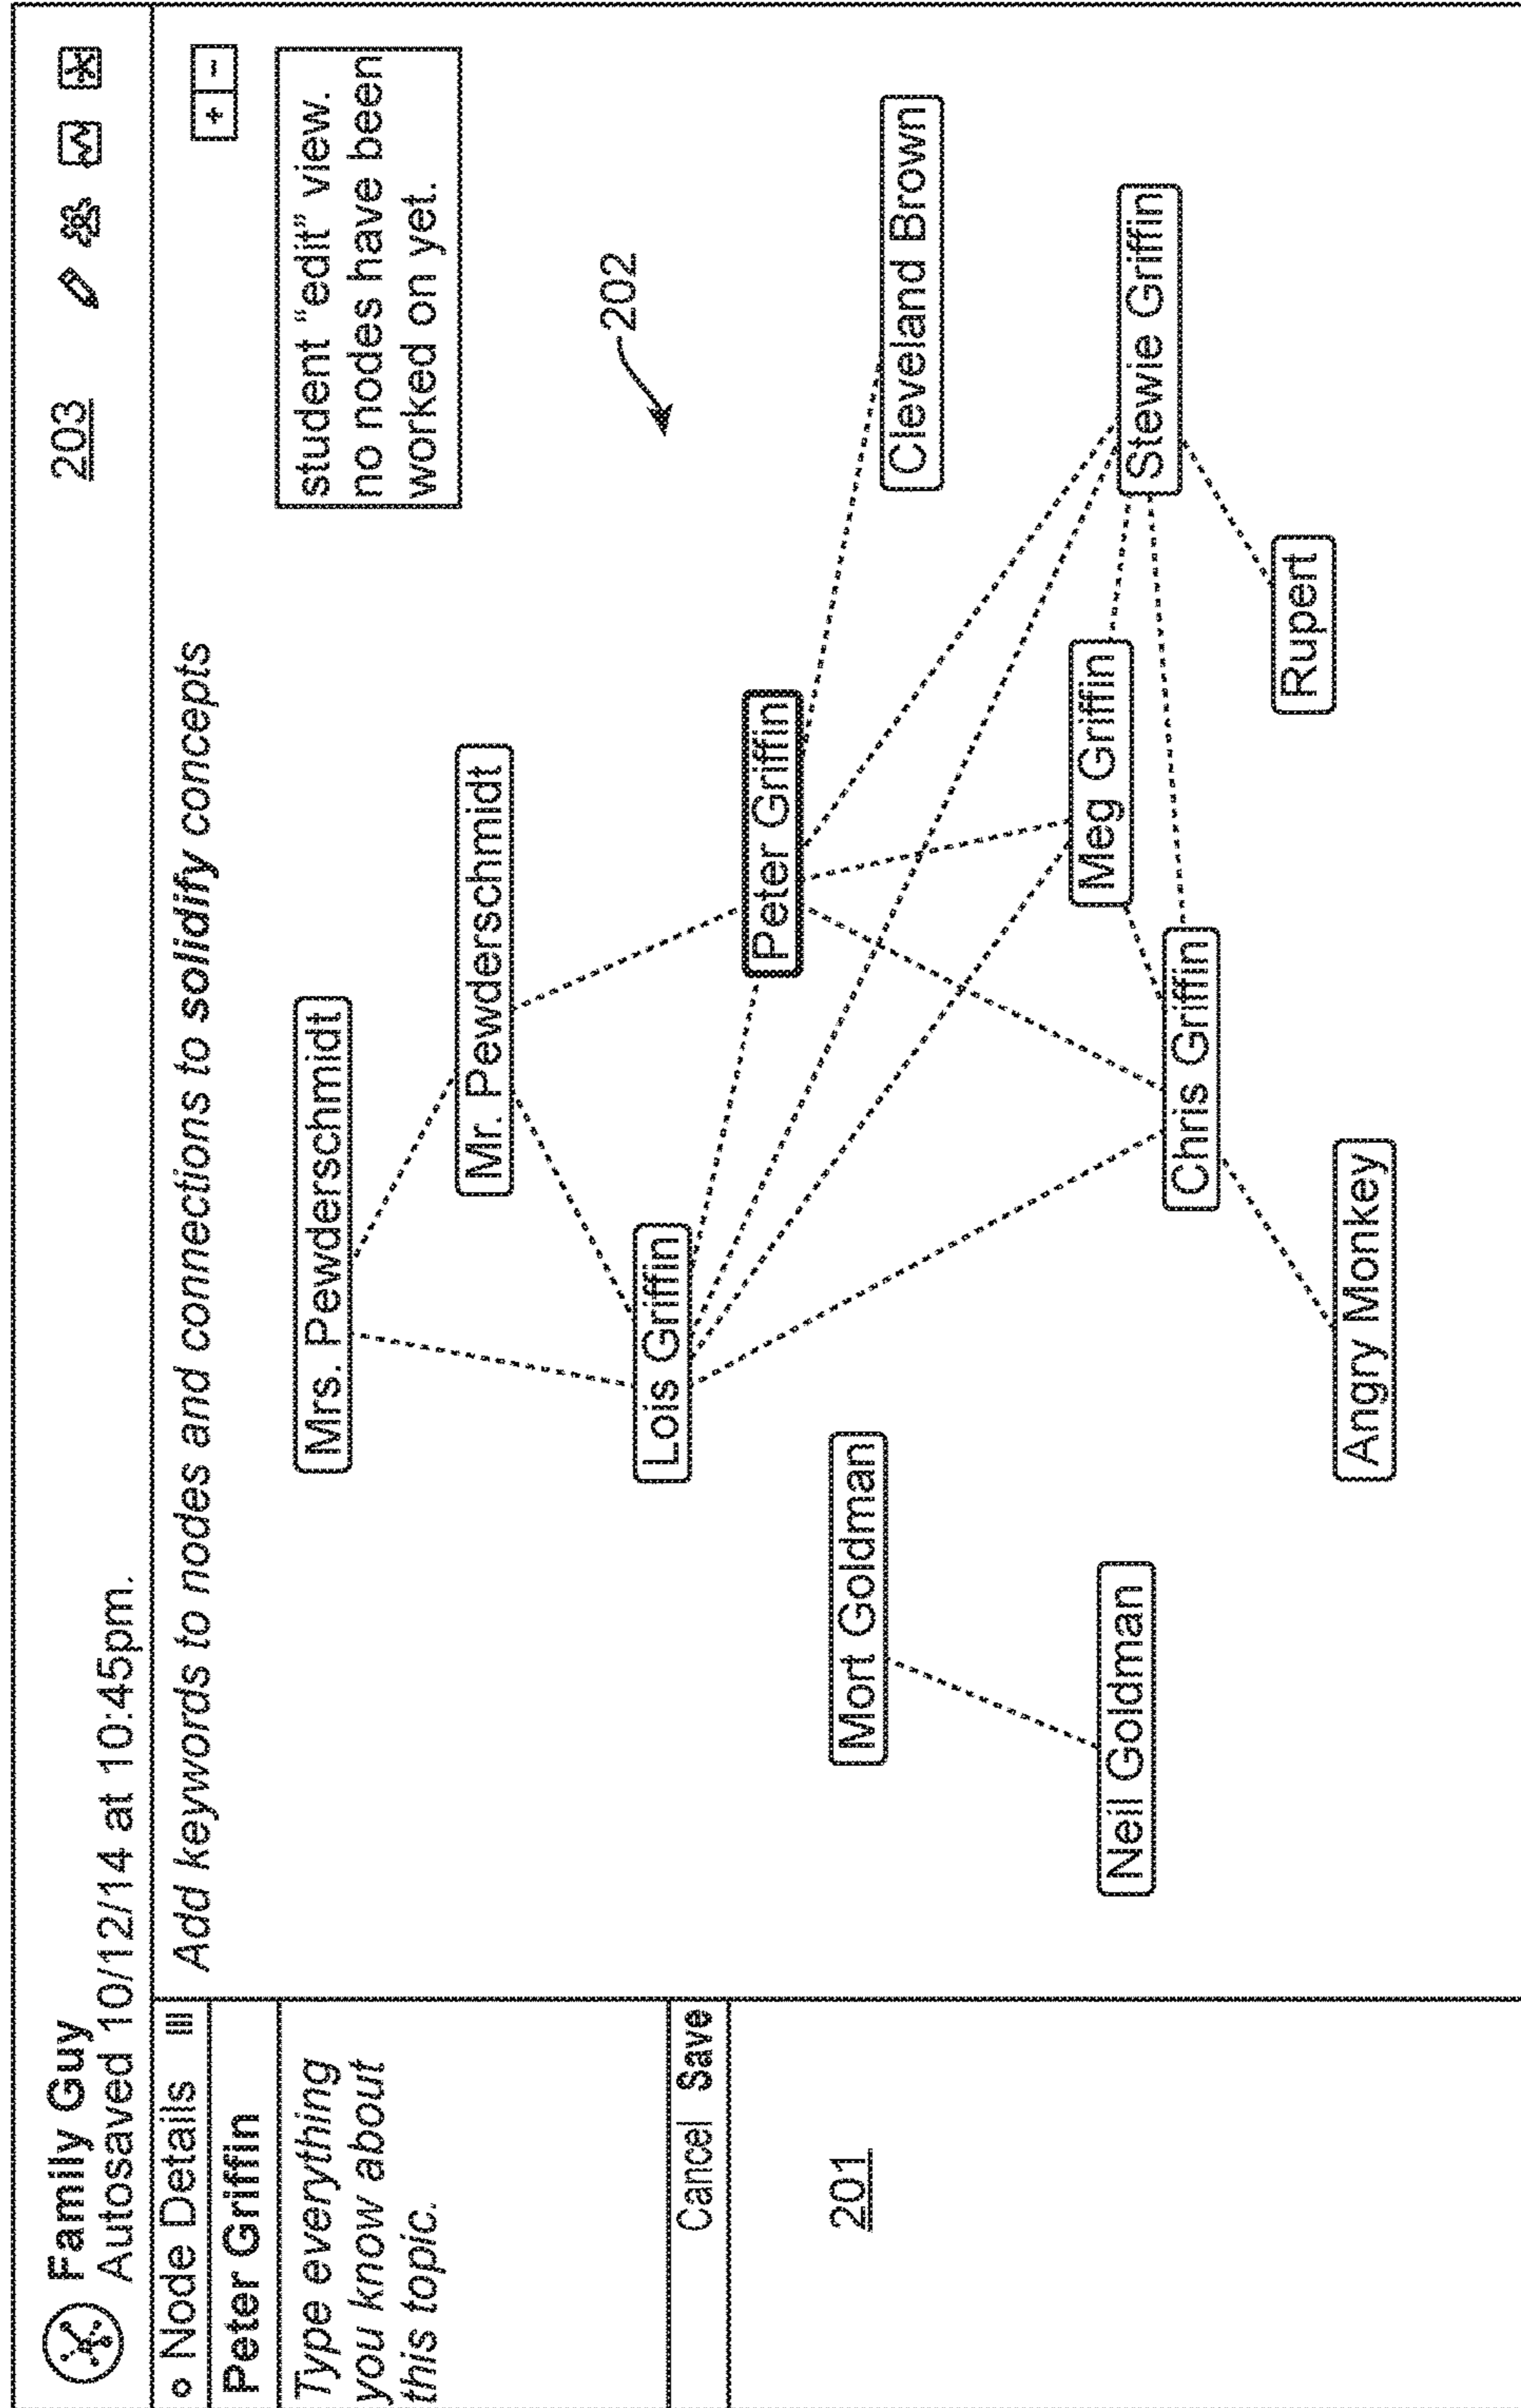 Family Guy
Autosaved 10/12/14 at 10:45pm.
203
Node Details
Peter Griffin
Type everything
you know about
this topic.
Cancel Save
201
Add keywords to nodes and connections to solidify concepts
+ −
student “edit” view.
no nodes have been
worked on yet.
202
Mrs. Pewderschmidt
Mr. Pewderschmidt
Lois Griffin
Peter Griffin
Mort Goldman
Cleveland Brown
Meg Griffin
Neil Goldman
Stewie Griffin
Chris Griffin
Rupert
Angry Monkey